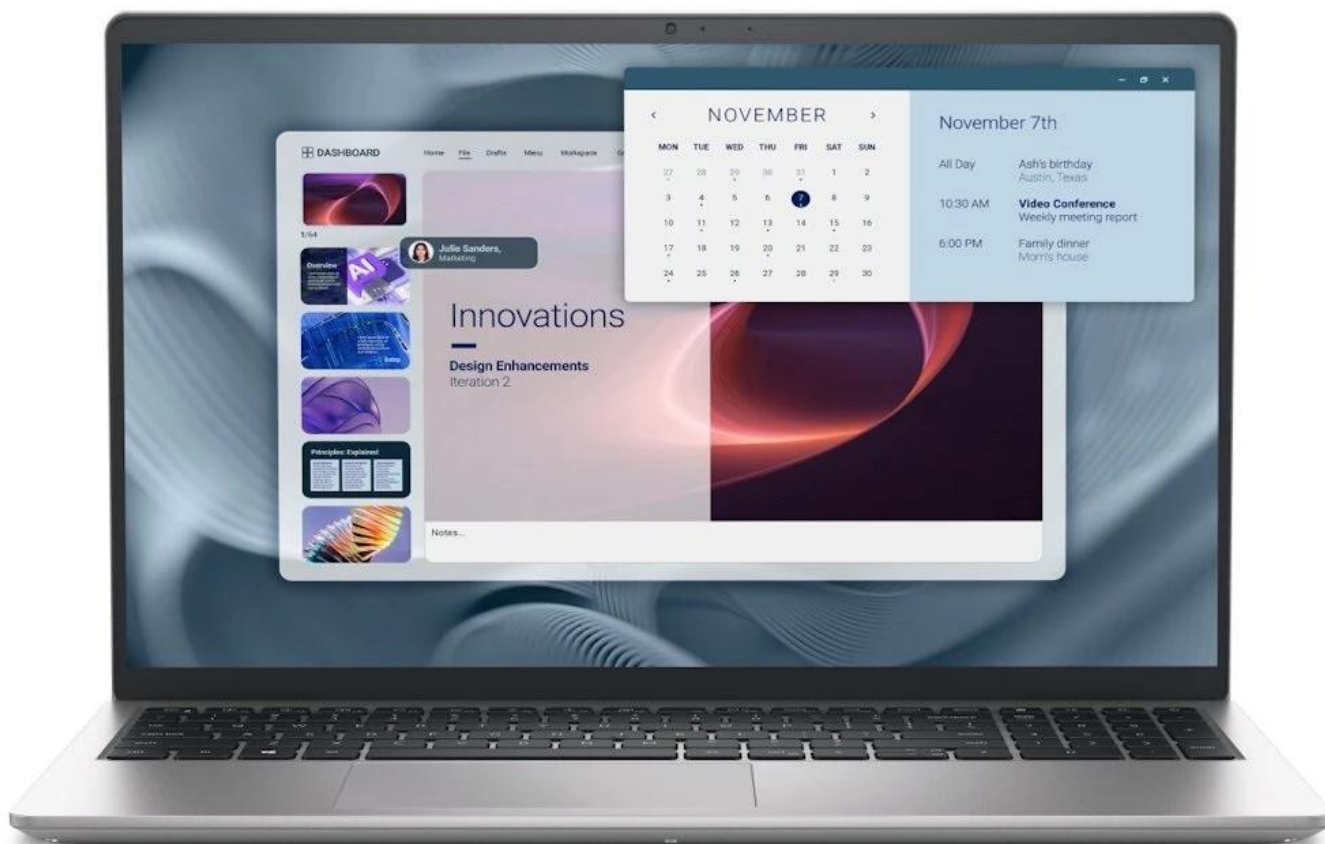 DASHBOARD
Home File Drafts Menu Workspace
1/64
Overview
AI
Principles: Explained
Julie Sanders,
Marketing
Innovations
Design Enhancements
Iteration 2
Notes...
NOVEMBER
MON TUE WED THU FRI SAT SUN
27 28 29 30 31 1 2
3 4 5 6 7 8 9
10 11 12 13 14 15 16
17 18 19 20 21 22 23
24 25 26 27 28 29 30
November 7th
All Day Ash's birthday
Austin, Texas
10:30 AM Video Conference
Weekly meeting report
6:00 PM Family dinner
Morris house